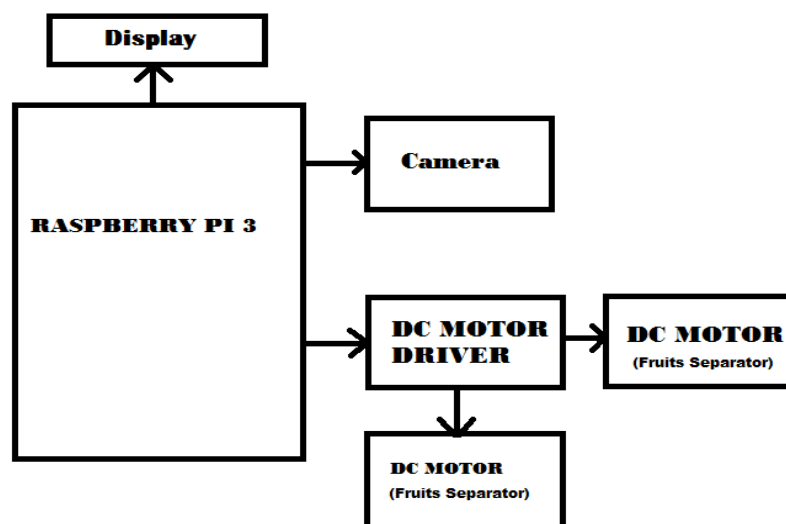 Display
Camera
RASPBERRY PI 3
DC MOTOR
DRIVER
DC MOTOR
(Fruits Separator)
DC MOTOR
(Fruits Separator)